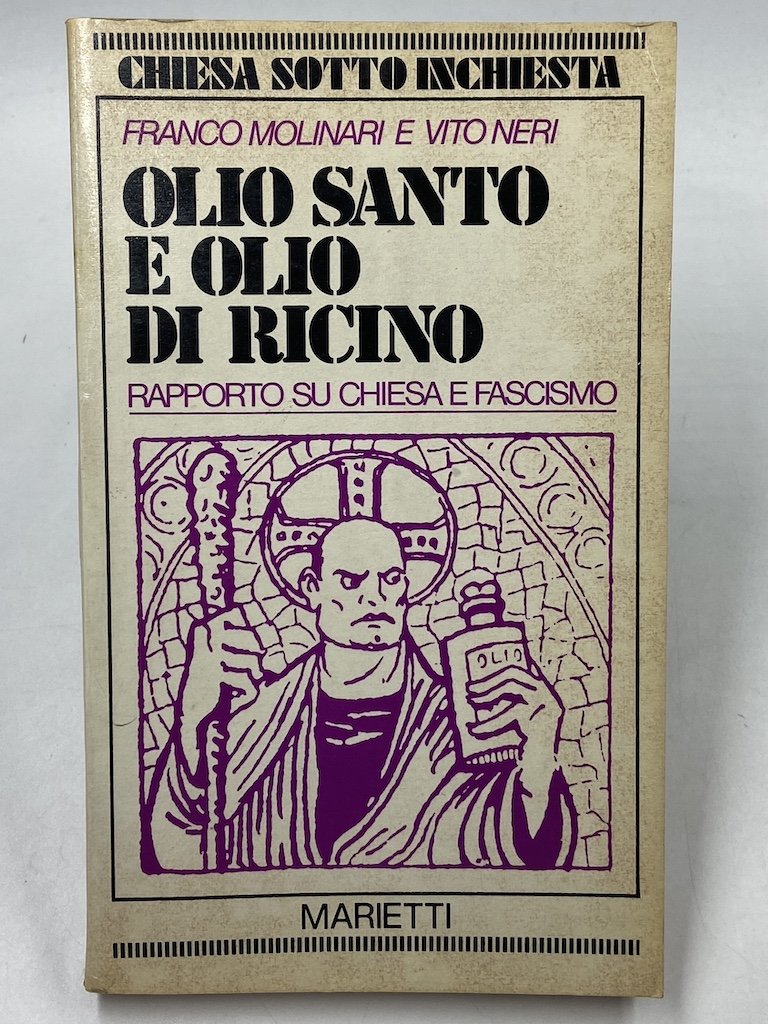 CHIESA SOTTO INCHIESTA
FRANCO MOLINARI E VITO NERI
OLIO SANTO
E OLIO
DI RICINO
RAPPORTO SU CHIESA E FASCISMO
OLIO
MARIETTI